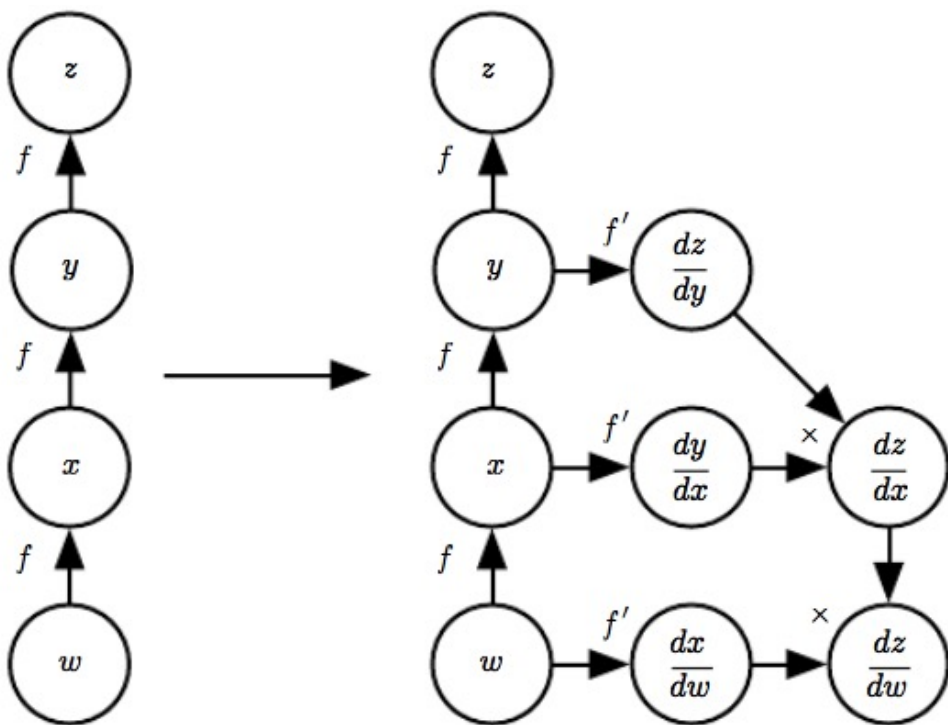 z z
f f
y f′ dz/dy
y
f f
x f′ dy/dx × dz/dx
x
f f
w f′ dx/dw × dz/dw
w